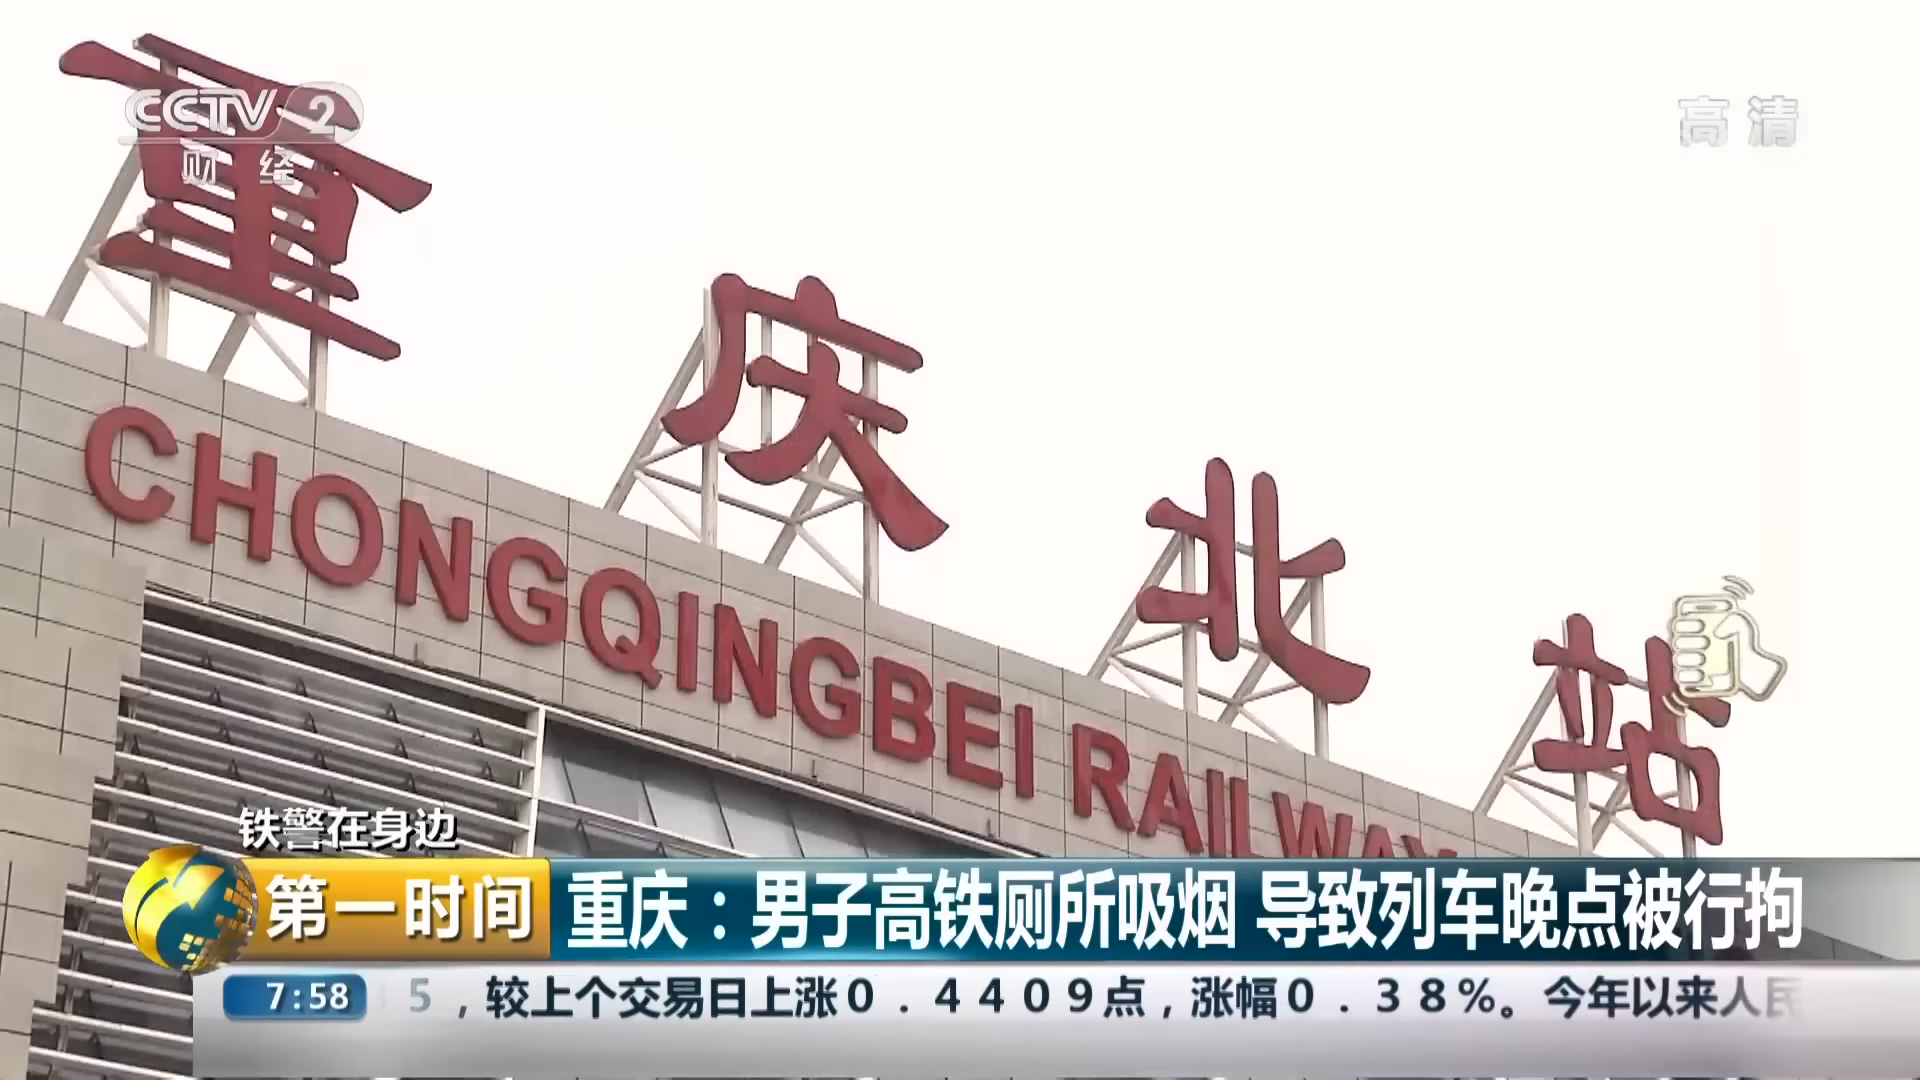 重庆北站
CCTV-2
财经
高清
CHONGQINGBEI RAILWAY
铁警在身边
第一时间
重庆：男子高铁厕所吸烟 导致列车晚点被行拘
7:58
5，较上个交易日上涨0.4409点，涨幅0.38%。今年以来人民